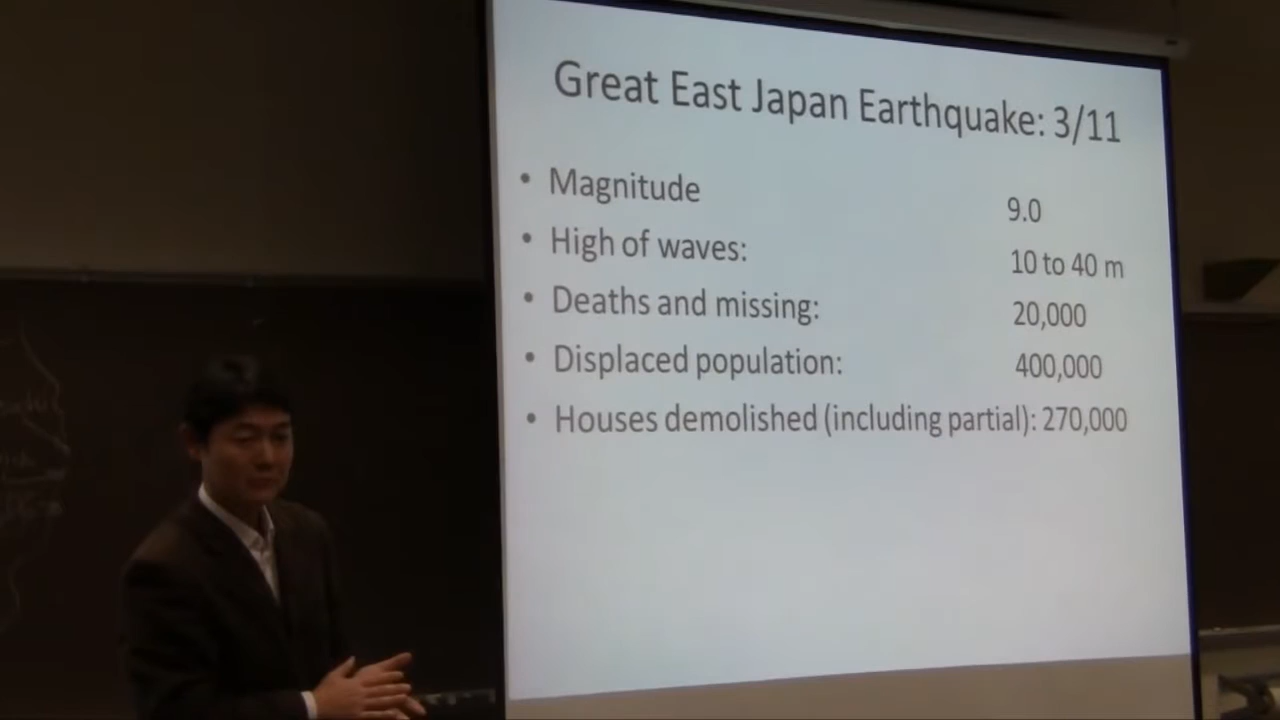 Great East Japan Earthquake: 3/11
• Magnitude 9.0
• High of waves: 10 to 40 m
• Deaths and missing: 20,000
• Displaced population: 400,000
• Houses demolished (including partial): 270,000